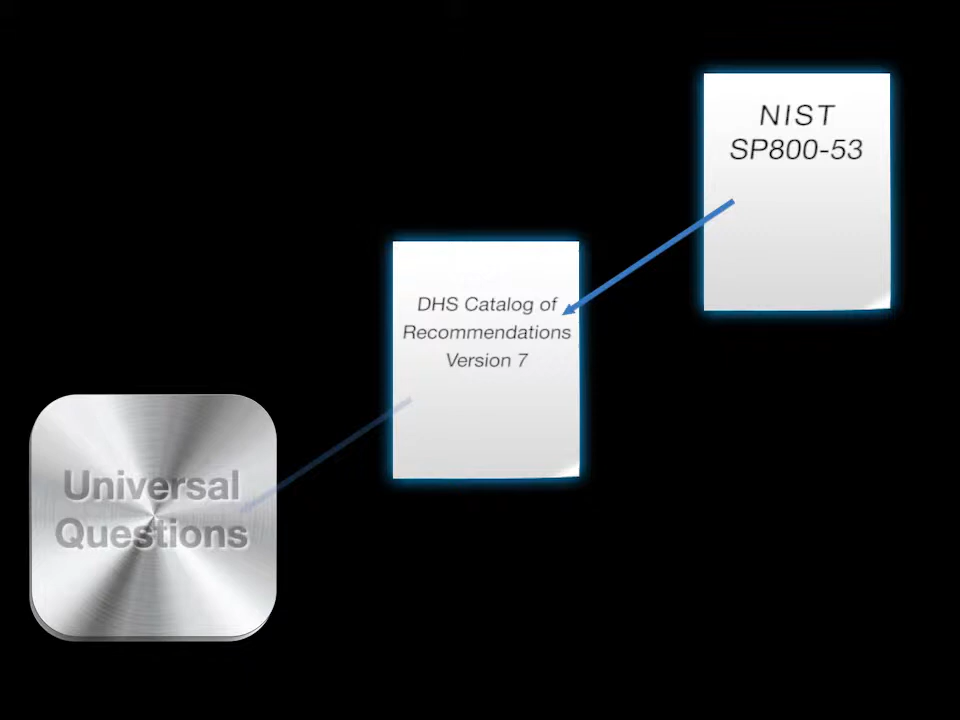 NIST
SP800-53
DHS Catalog of
Recommendations
Version 7
Universal
Questions